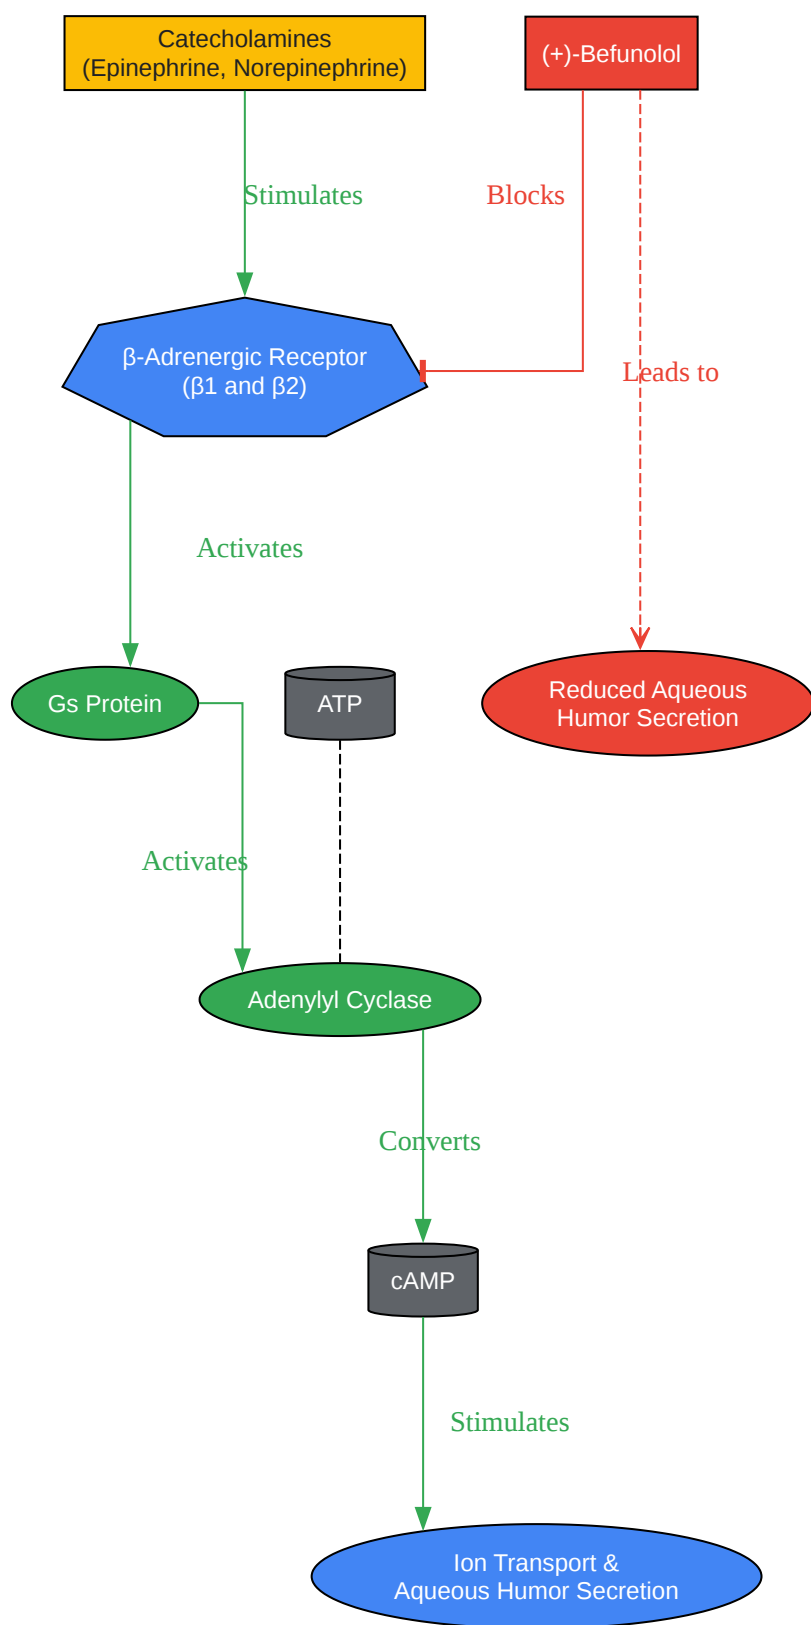 Catecholamines
(Epinephrine, Norepinephrine)
(+)-Befunolol
Stimulates
Blocks
β-Adrenergic Receptor
(β1 and β2)
Leads to
Activates
Gs Protein
ATP
Reduced Aqueous
Humor Secretion
Activates
Adenylyl Cyclase
Converts
cAMP
Stimulates
Ion Transport &
Aqueous Humor Secretion